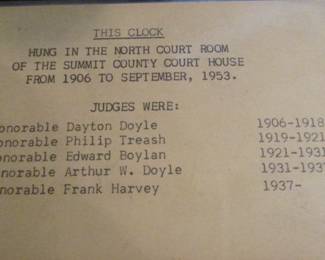 THIS CLOCK
HUNG IN THE NORTH COURT ROOM
OF THE SUMMIT COUNTY COURT HOUSE
FROM 1906 TO SEPTEMBER, 1953.
JUDGES WERE:
onorable Dayton Doyle 1906-1918
onorable Philip Treash 1919-1921
onorable Edward Boylan 1921-1931
onorable Arthur W. Doyle 1931-1937
norable Frank Harvey 1937-